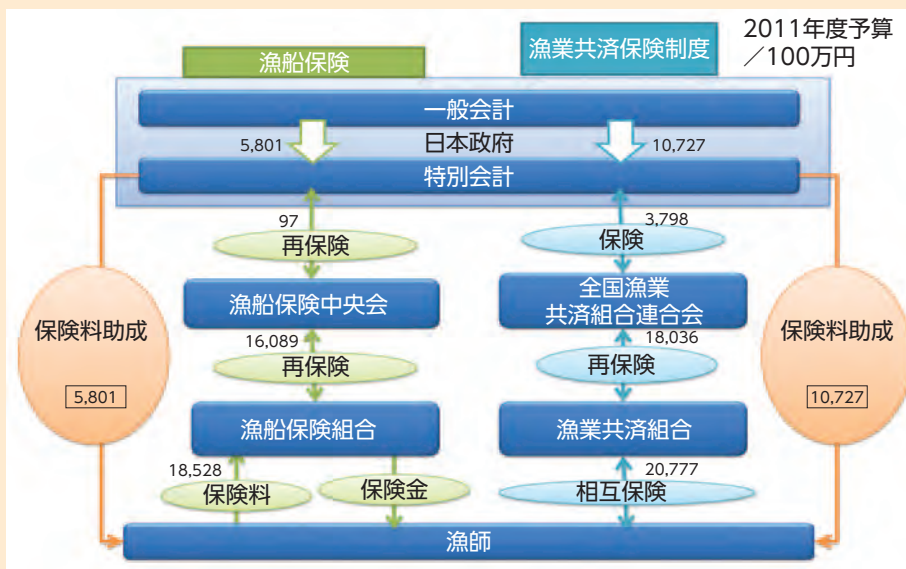 漁船保険
漁業共済保険制度
2011年度予算
／100万円
一般会計
5,801
日本政府
10,727
特別会計
97
再保険
3,798
保険
漁船保険中央会
全国漁業
共済組合連合会
保険料助成
5,801
保険料助成
10,727
16,089
再保険
18,036
再保険
漁船保険組合
漁業共済組合
18,528
保険料
保険金
20,777
相互保険
漁師